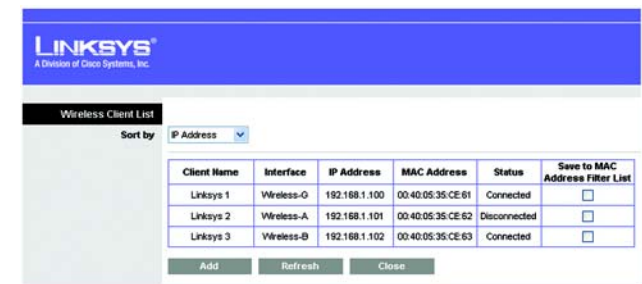 LINKSYS®
A Division of Cisco Systems, Inc.
Wireless Client List
Sort by IP Address
Client Name Interface IP Address MAC Address Status Save to MAC Address Filter List
Linksys 1 Wireless-G 192.168.1.100 00:40:05:35:CE:61 Connected
Linksys 2 Wireless-A 192.168.1.101 00:40:05:35:CE:62 Disconnected
Linksys 3 Wireless-B 192.168.1.102 00:40:05:35:CE:63 Connected
Add Refresh Close